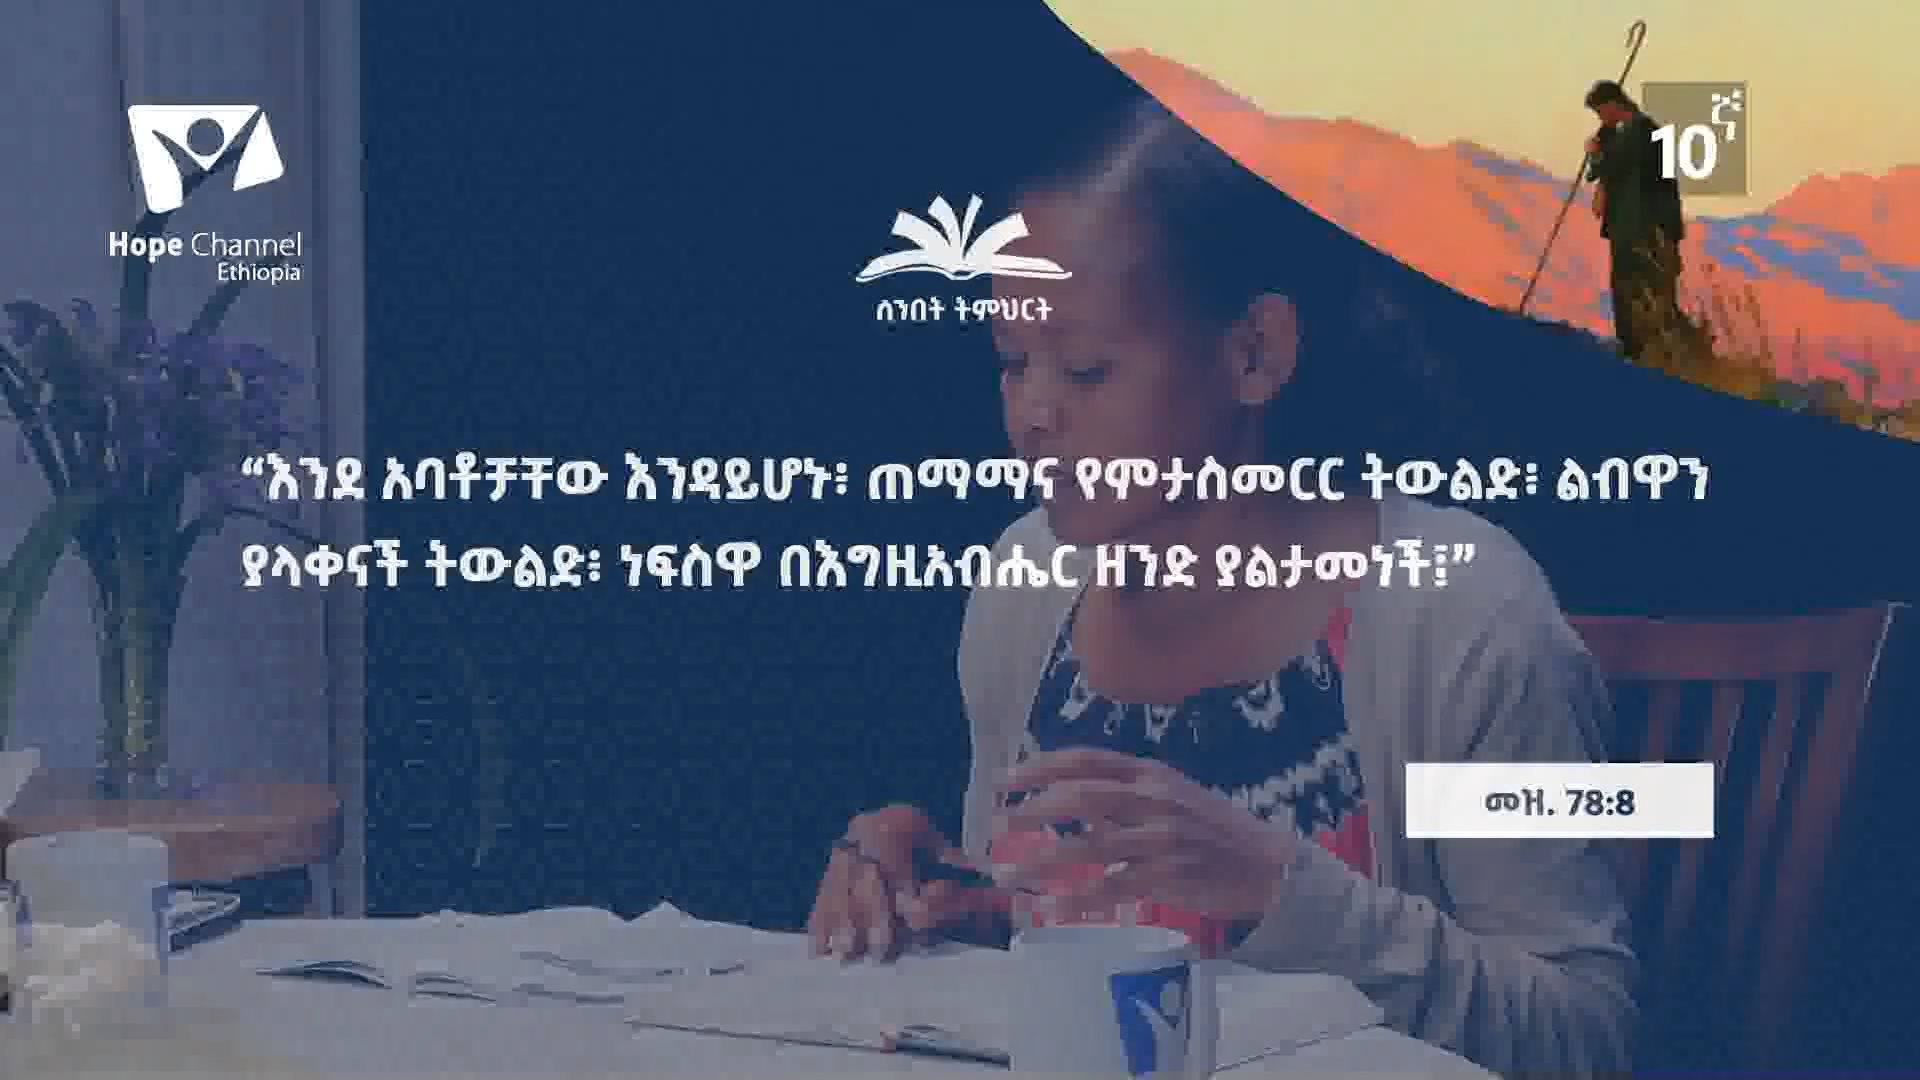 Hope Channel
Ethiopia
10ኛ
ሰንበት ትምህርት
“እንደ አባቶቻቸው እንዳይሆኑ፥ ጠማማና የምታስመርር ትውልድ፥ ልብዋን
ያላቀናች ትውልድ፥ ነፍስዋ በእግዚአብሔር ዘንድ ያልታመነች፤”
መዝ. 78:8